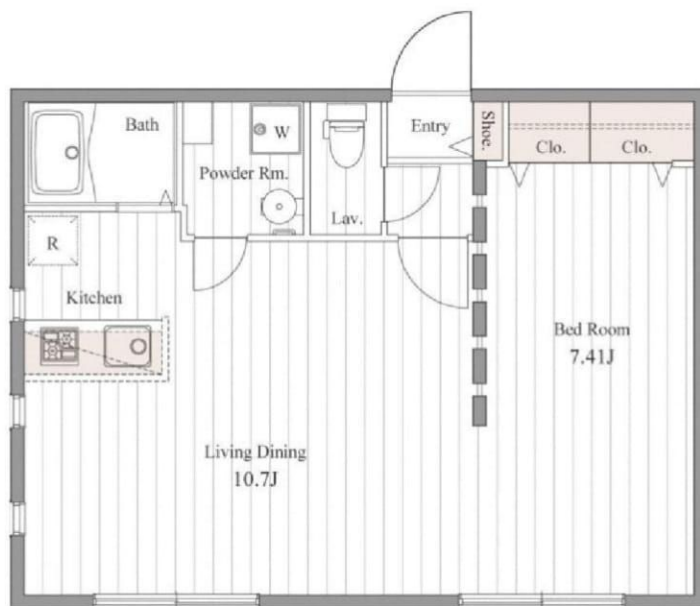 Bath
W
Entry
Shoe.
Clo.
Clo.
Powder Rm.
Lav.
R
Kitchen
Bed Room
7.41J
Living Dining
10.7J